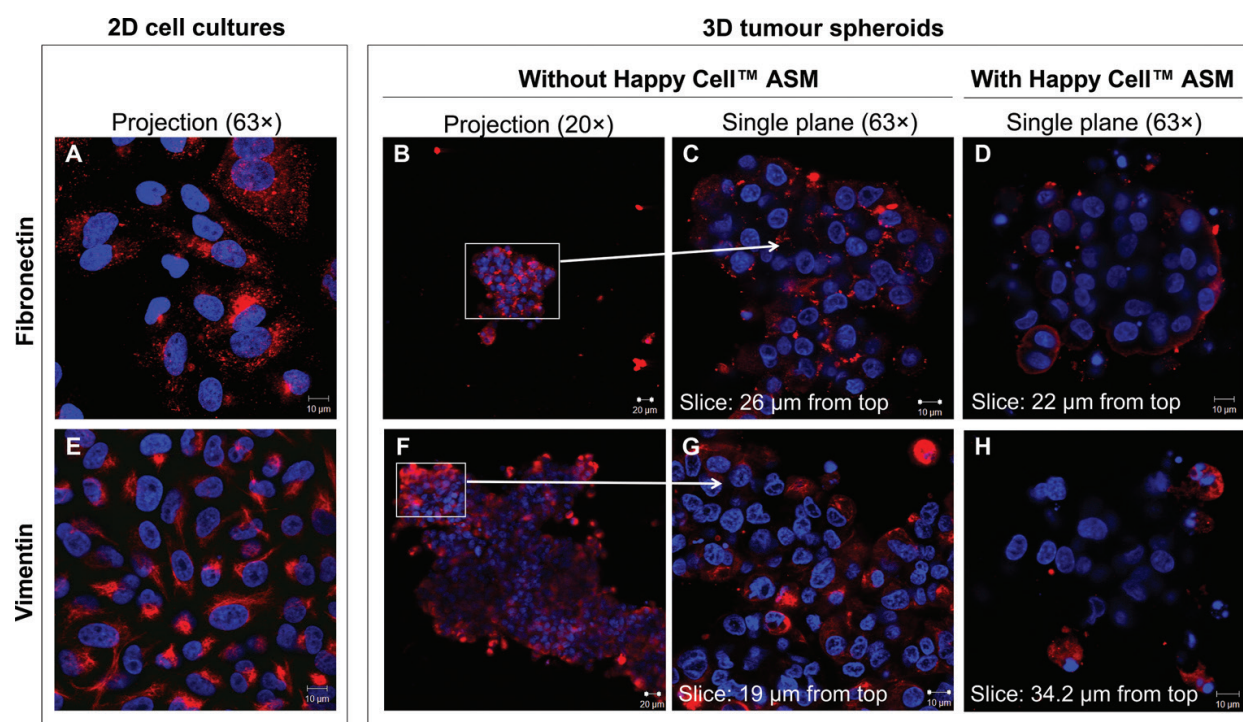 2D cell cultures
3D tumour spheroids
Without Happy Cell™ ASM
With Happy Cell™ ASM
Projection (63×)
Projection (20×)
Single plane (63×)
Single plane (63×)
Fibronectin
A
10 µm
B
20 µm
C
Slice: 26 µm from top
10 µm
D
Slice: 22 µm from top
10 µm
Vimentin
E
10 µm
F
20 µm
G
Slice: 19 µm from top
10 µm
H
Slice: 34.2 µm from top
10 µm